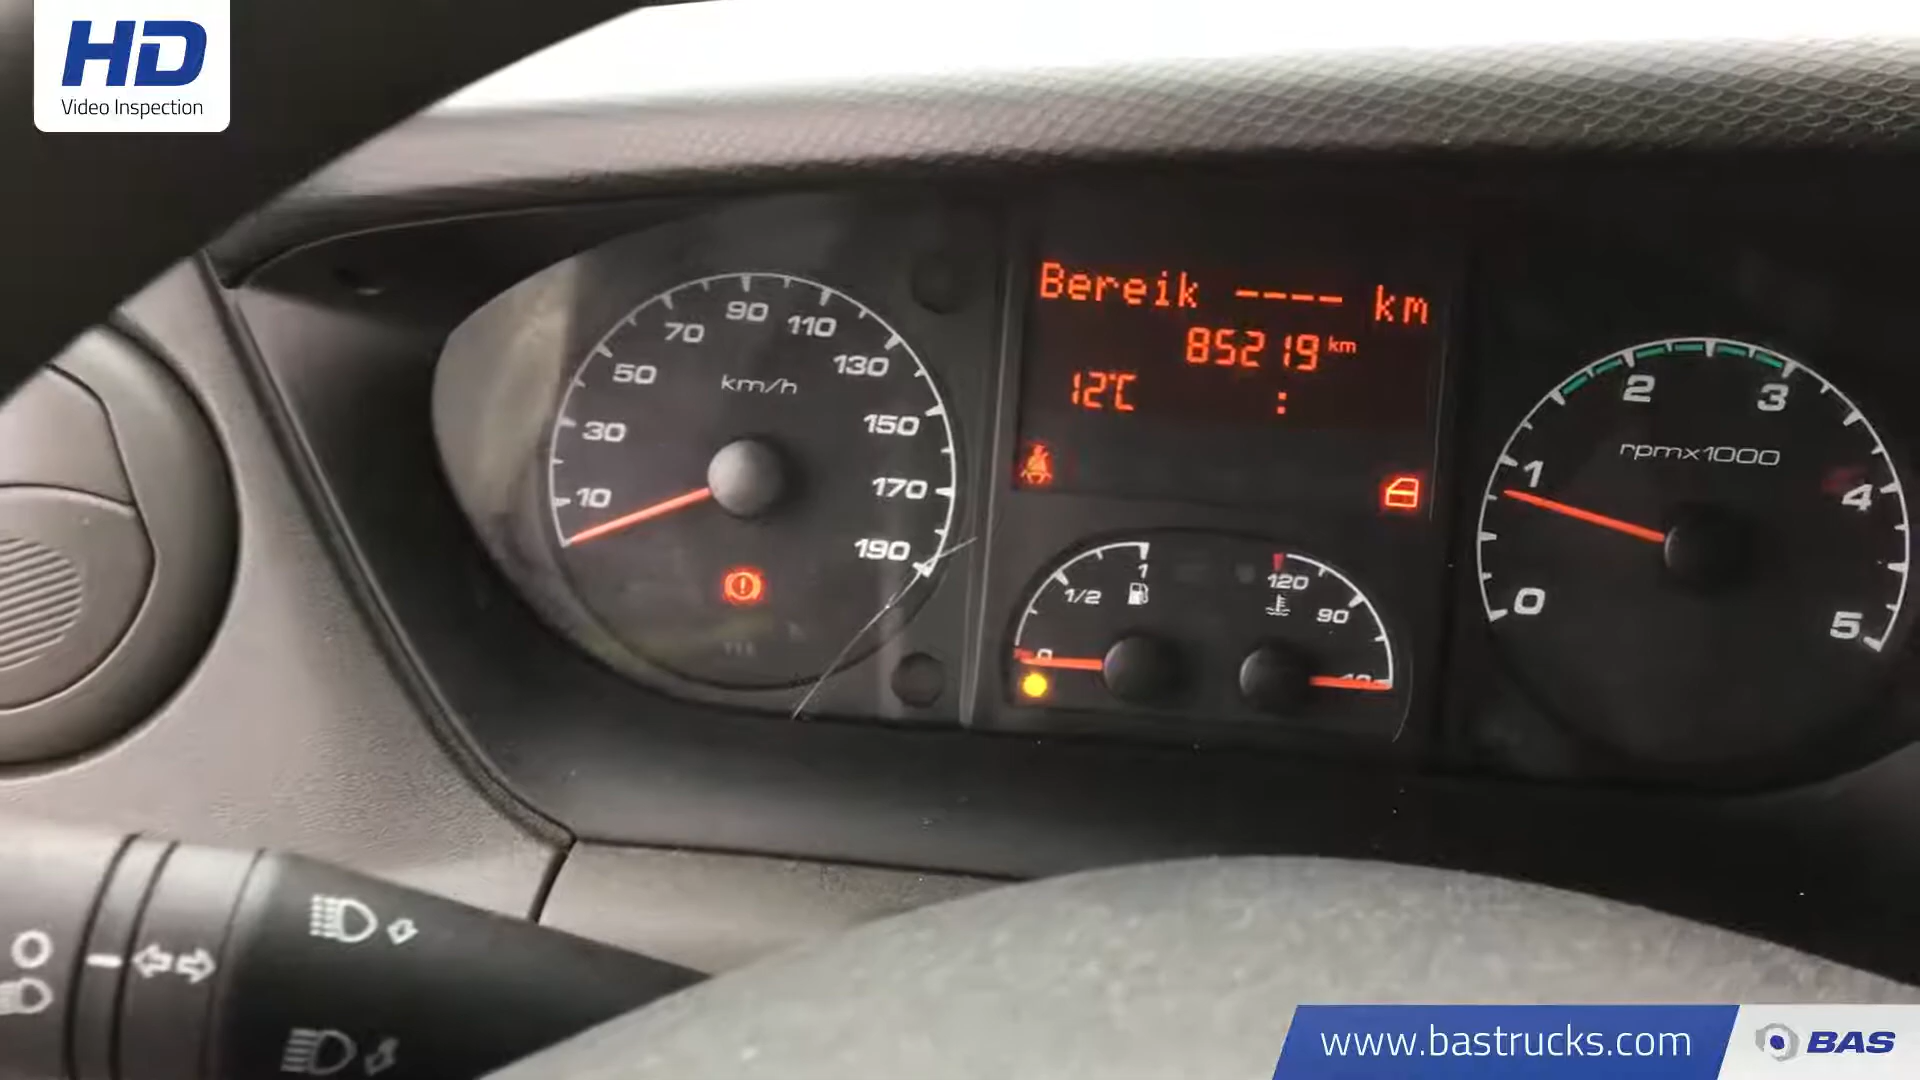 HD
Video Inspection
10
30
50
70
90
110
130
150
170
190
km/h
Bereik ---- km
85219 km
12°C :
0
1/2
1
120
90
0
1
2
3
4
5
rpmx1000
www.bastrucks.com
BAS